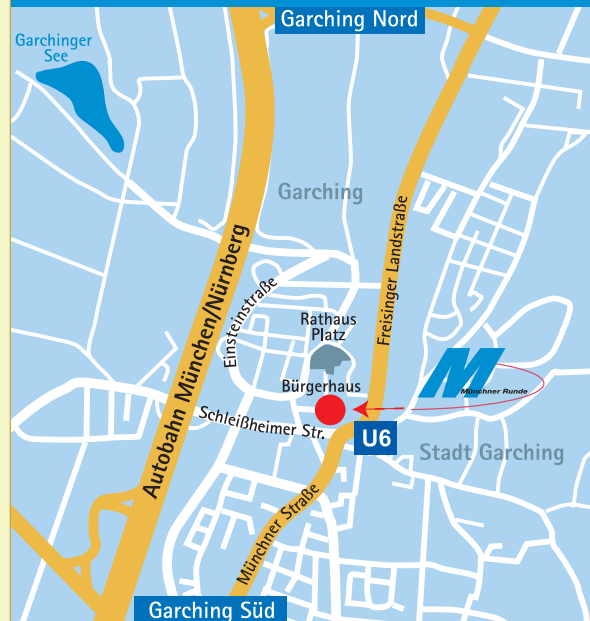 Garching Nord
Garchinger
See
Garching
Autobahn München/Nürnberg
Freisinger Landstraße
Einsteinstraße
Rathaus
Platz
Bürgerhaus
M
Münchner Runde
Schleißheimer Str.
U6
Stadt Garching
Münchner Straße
Garching Süd